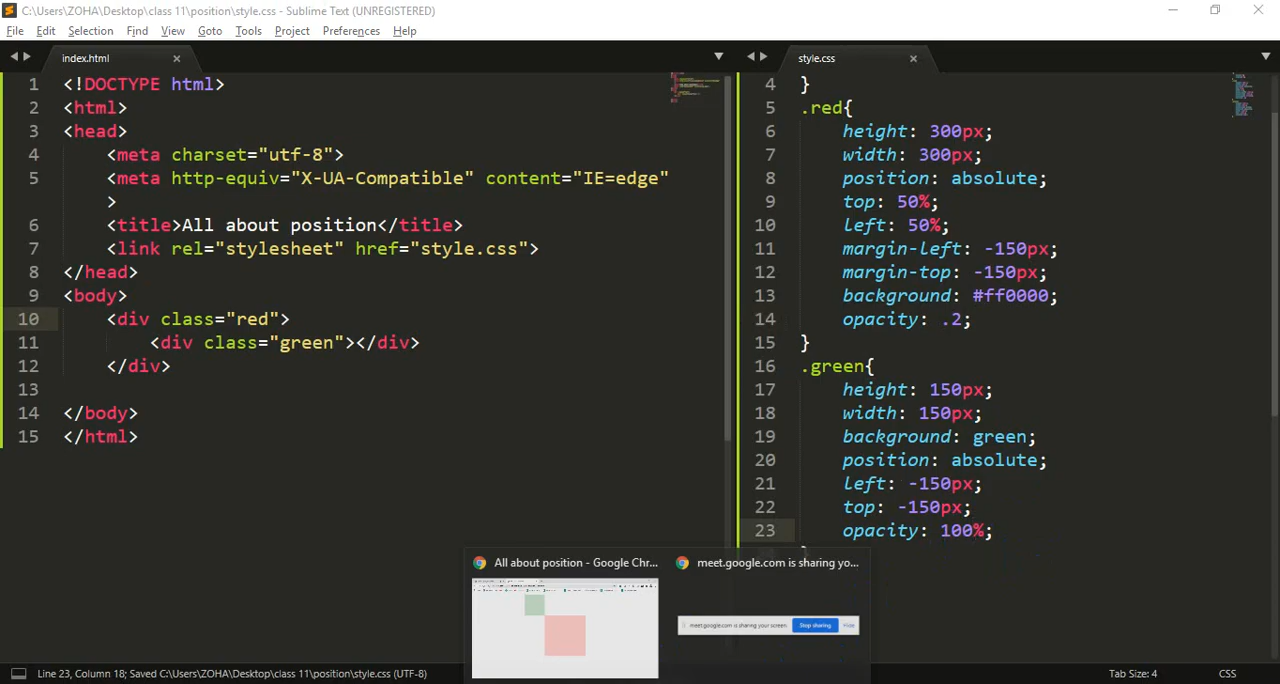 C:\Users\ZOHA\Desktop\class 11\position\style.css - Sublime Text (UNREGISTERED)
File Edit Selection Find View Goto Tools Project Preferences Help
index.html
1 <!DOCTYPE html>
2 <html>
3 <head>
4 <meta charset="utf-8">
5 <meta http-equiv="X-UA-Compatible" content="IE=edge"
>
6 <title>All about position</title>
7 <link rel="stylesheet" href="style.css">
8 </head>
9 <body>
10 <div class="red">
11 <div class="green"></div>
12 </div>
13
14 </body>
15 </html>
style.css
4 }
5 .red{
6 height: 300px;
7 width: 300px;
8 position: absolute;
9 top: 50%;
10 left: 50%;
11 margin-left: -150px;
12 margin-top: -150px;
13 background: #ff0000;
14 opacity: .2;
15 }
16 .green{
17 height: 150px;
18 width: 150px;
19 background: green;
20 position: absolute;
21 left: -150px;
22 top: -150px;
23 opacity: 100%;
All about position - Google Chr...
meet.google.com is sharing yo...
meet.google.com is sharing your screen.
Stop sharing
Hide
Line 23, Column 18; Saved C:\Users\ZOHA\Desktop\class 11\position\style.css (UTF-8)
Tab Size: 4
CSS